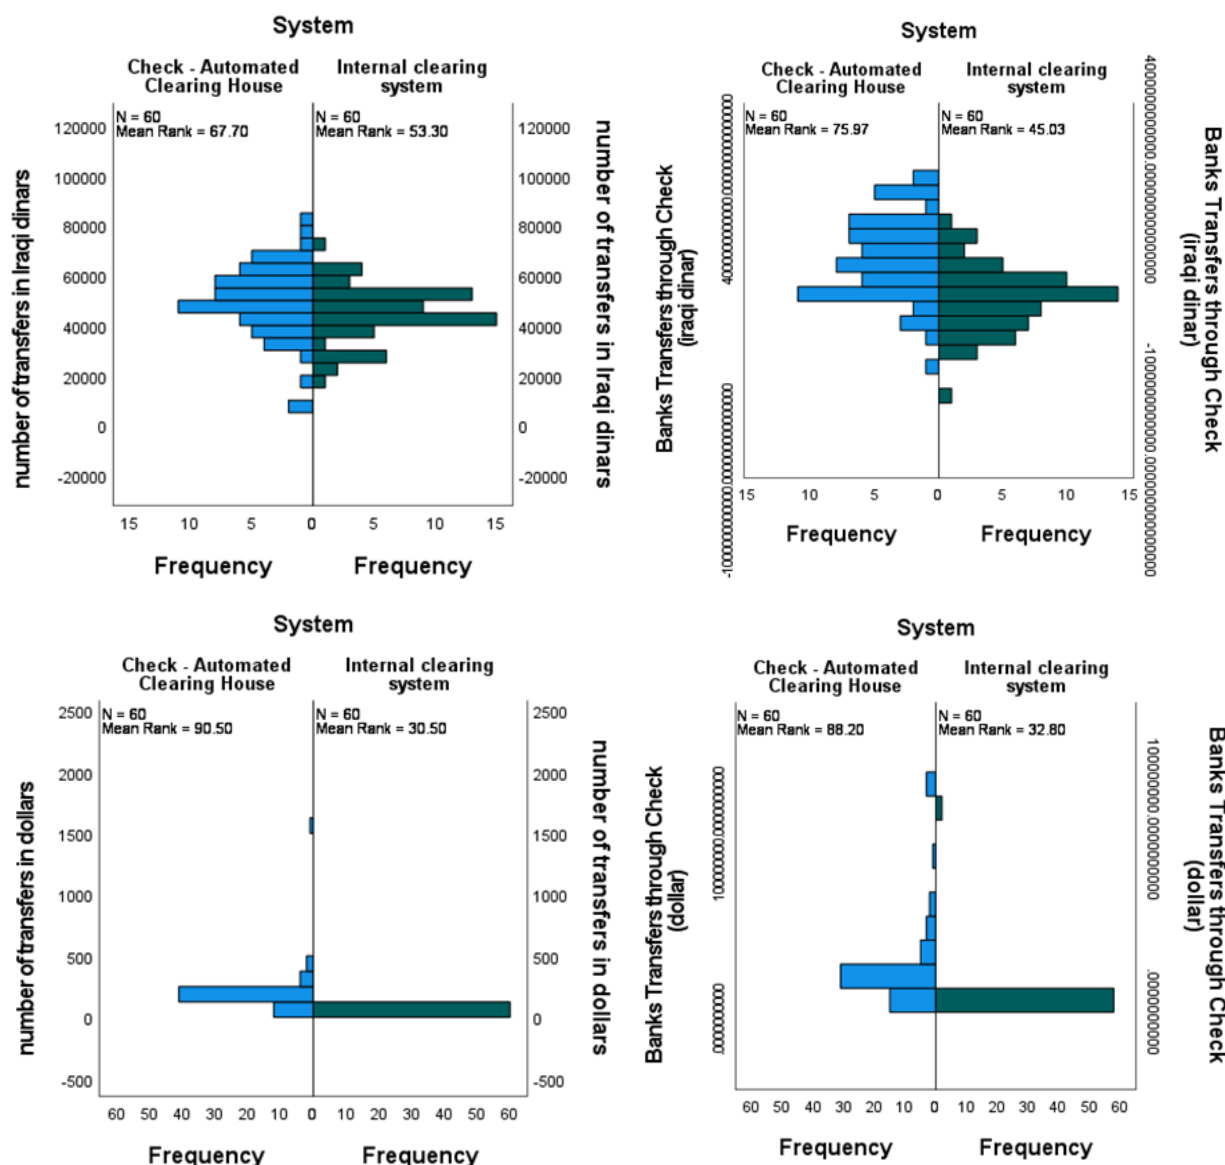 System
Check - Automated
Clearing House
Internal clearing
system
N = 60
Mean Rank = 67.70
N = 60
Mean Rank = 53.30
number of transfers in Iraqi dinars
120000
100000
80000
60000
40000
20000
0
-20000
120000
100000
80000
60000
40000
20000
0
-20000
number of transfers in Iraqi dinars
15 10 5 0 0 5 10 15
Frequency Frequency
System
Check - Automated
Clearing House
Internal clearing
system
N = 60
Mean Rank = 75.97
N = 60
Mean Rank = 45.03
Banks Transfers through Check
(iraqi dinar)
Banks Transfers through Check
(iraqi dinar)
15 10 5 0 0 5 10 15
Frequency Frequency
System
Check - Automated
Clearing House
Internal clearing
system
N = 60
Mean Rank = 90.50
N = 60
Mean Rank = 30.50
number of transfers in dollars
2500
2000
1500
1000
500
0
-500
2500
2000
1500
1000
500
0
-500
number of transfers in dollars
60 50 40 30 20 10 0 0 10 20 30 40 50 60
Frequency Frequency
System
Check - Automated
Clearing House
Internal clearing
system
N = 60
Mean Rank = 88.20
N = 60
Mean Rank = 32.80
Banks Transfers through Check
(dollar)
Banks Transfers through Check
(dollar)
60 50 40 30 20 10 0 0 10 20 30 40 50 60
Frequency Frequency